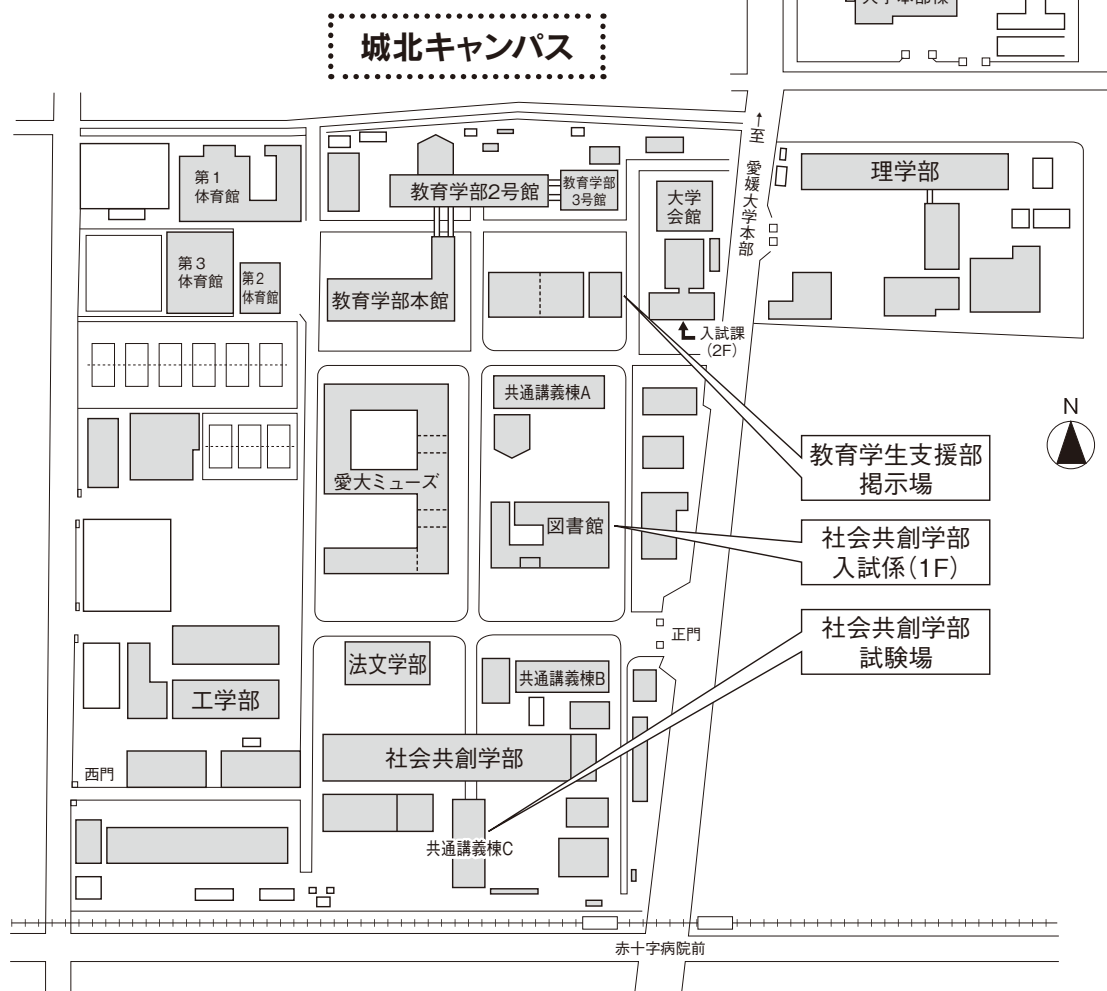 大学本部棟
城北キャンパス
↑至 愛媛大学本部
第1
体育館
教育学部2号館
教育学部
3号館
大学
会館
理学部
第3
体育館
第2
体育館
教育学部本館
入試課
(2F)
共通講義棟A
N
教育学生支援部
掲示場
愛大ミューズ
図書館
社会共創学部
入試係(1F)
社会共創学部
試験場
正門
法文学部
共通講義棟B
工学部
社会共創学部
西門
共通講義棟C
赤十字病院前